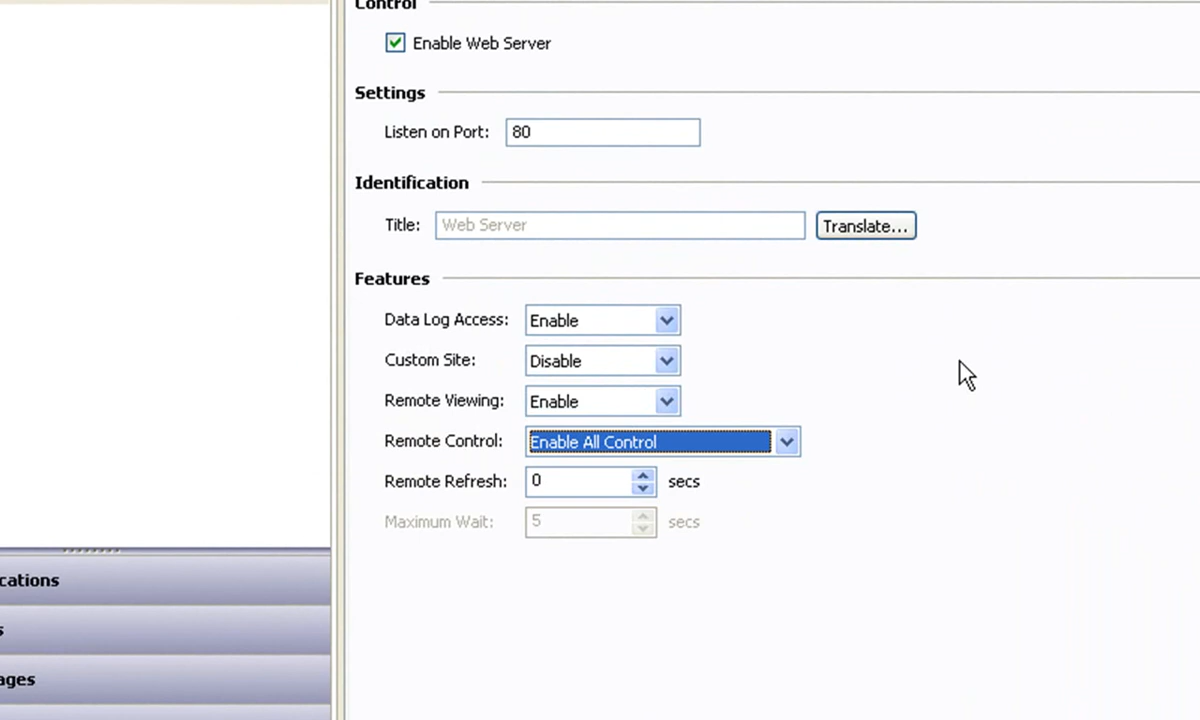 Control
Enable Web Server
Settings
Listen on Port: 80
Identification
Title: Web Server Translate...
Features
Data Log Access: Enable
Custom Site: Disable
Remote Viewing: Enable
Remote Control: Enable All Control
Remote Refresh: 0 secs
Maximum Wait: 5 secs
cations
s
ages